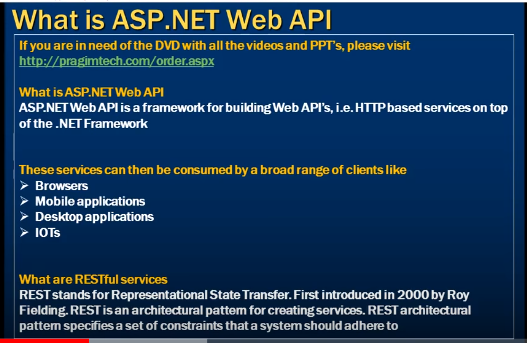 What is ASP.NET Web API
If you are in need of the DVD with all the videos and PPT's, please visit
http://pragimtech.com/order.aspx
What is ASP.NET Web API
ASP.NET Web API is a framework for building Web API's, i.e. HTTP based services on top
of the .NET Framework
These services can then be consumed by a broad range of clients like
➢ Browsers
➢ Mobile applications
➢ Desktop applications
➢ IOTs
What are RESTful services
REST stands for Representational State Transfer. First introduced in 2000 by Roy
Fielding. REST is an architectural pattern for creating services. REST architectural
pattern specifies a set of constraints that a system should adhere to